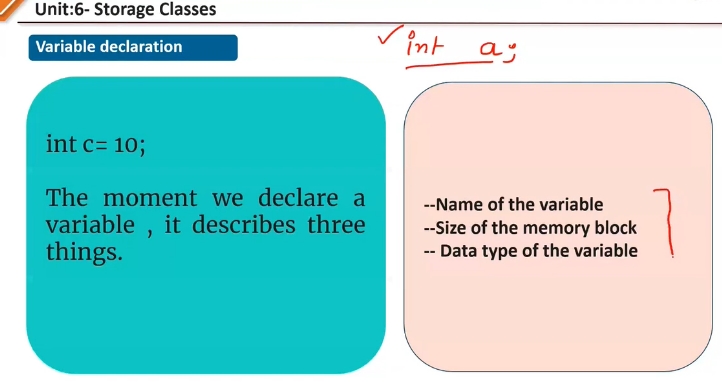 Unit:6- Storage Classes
Variable declaration
int a;
int c= 10;
The moment we declare a
variable , it describes three
things.
--Name of the variable
--Size of the memory block
-- Data type of the variable